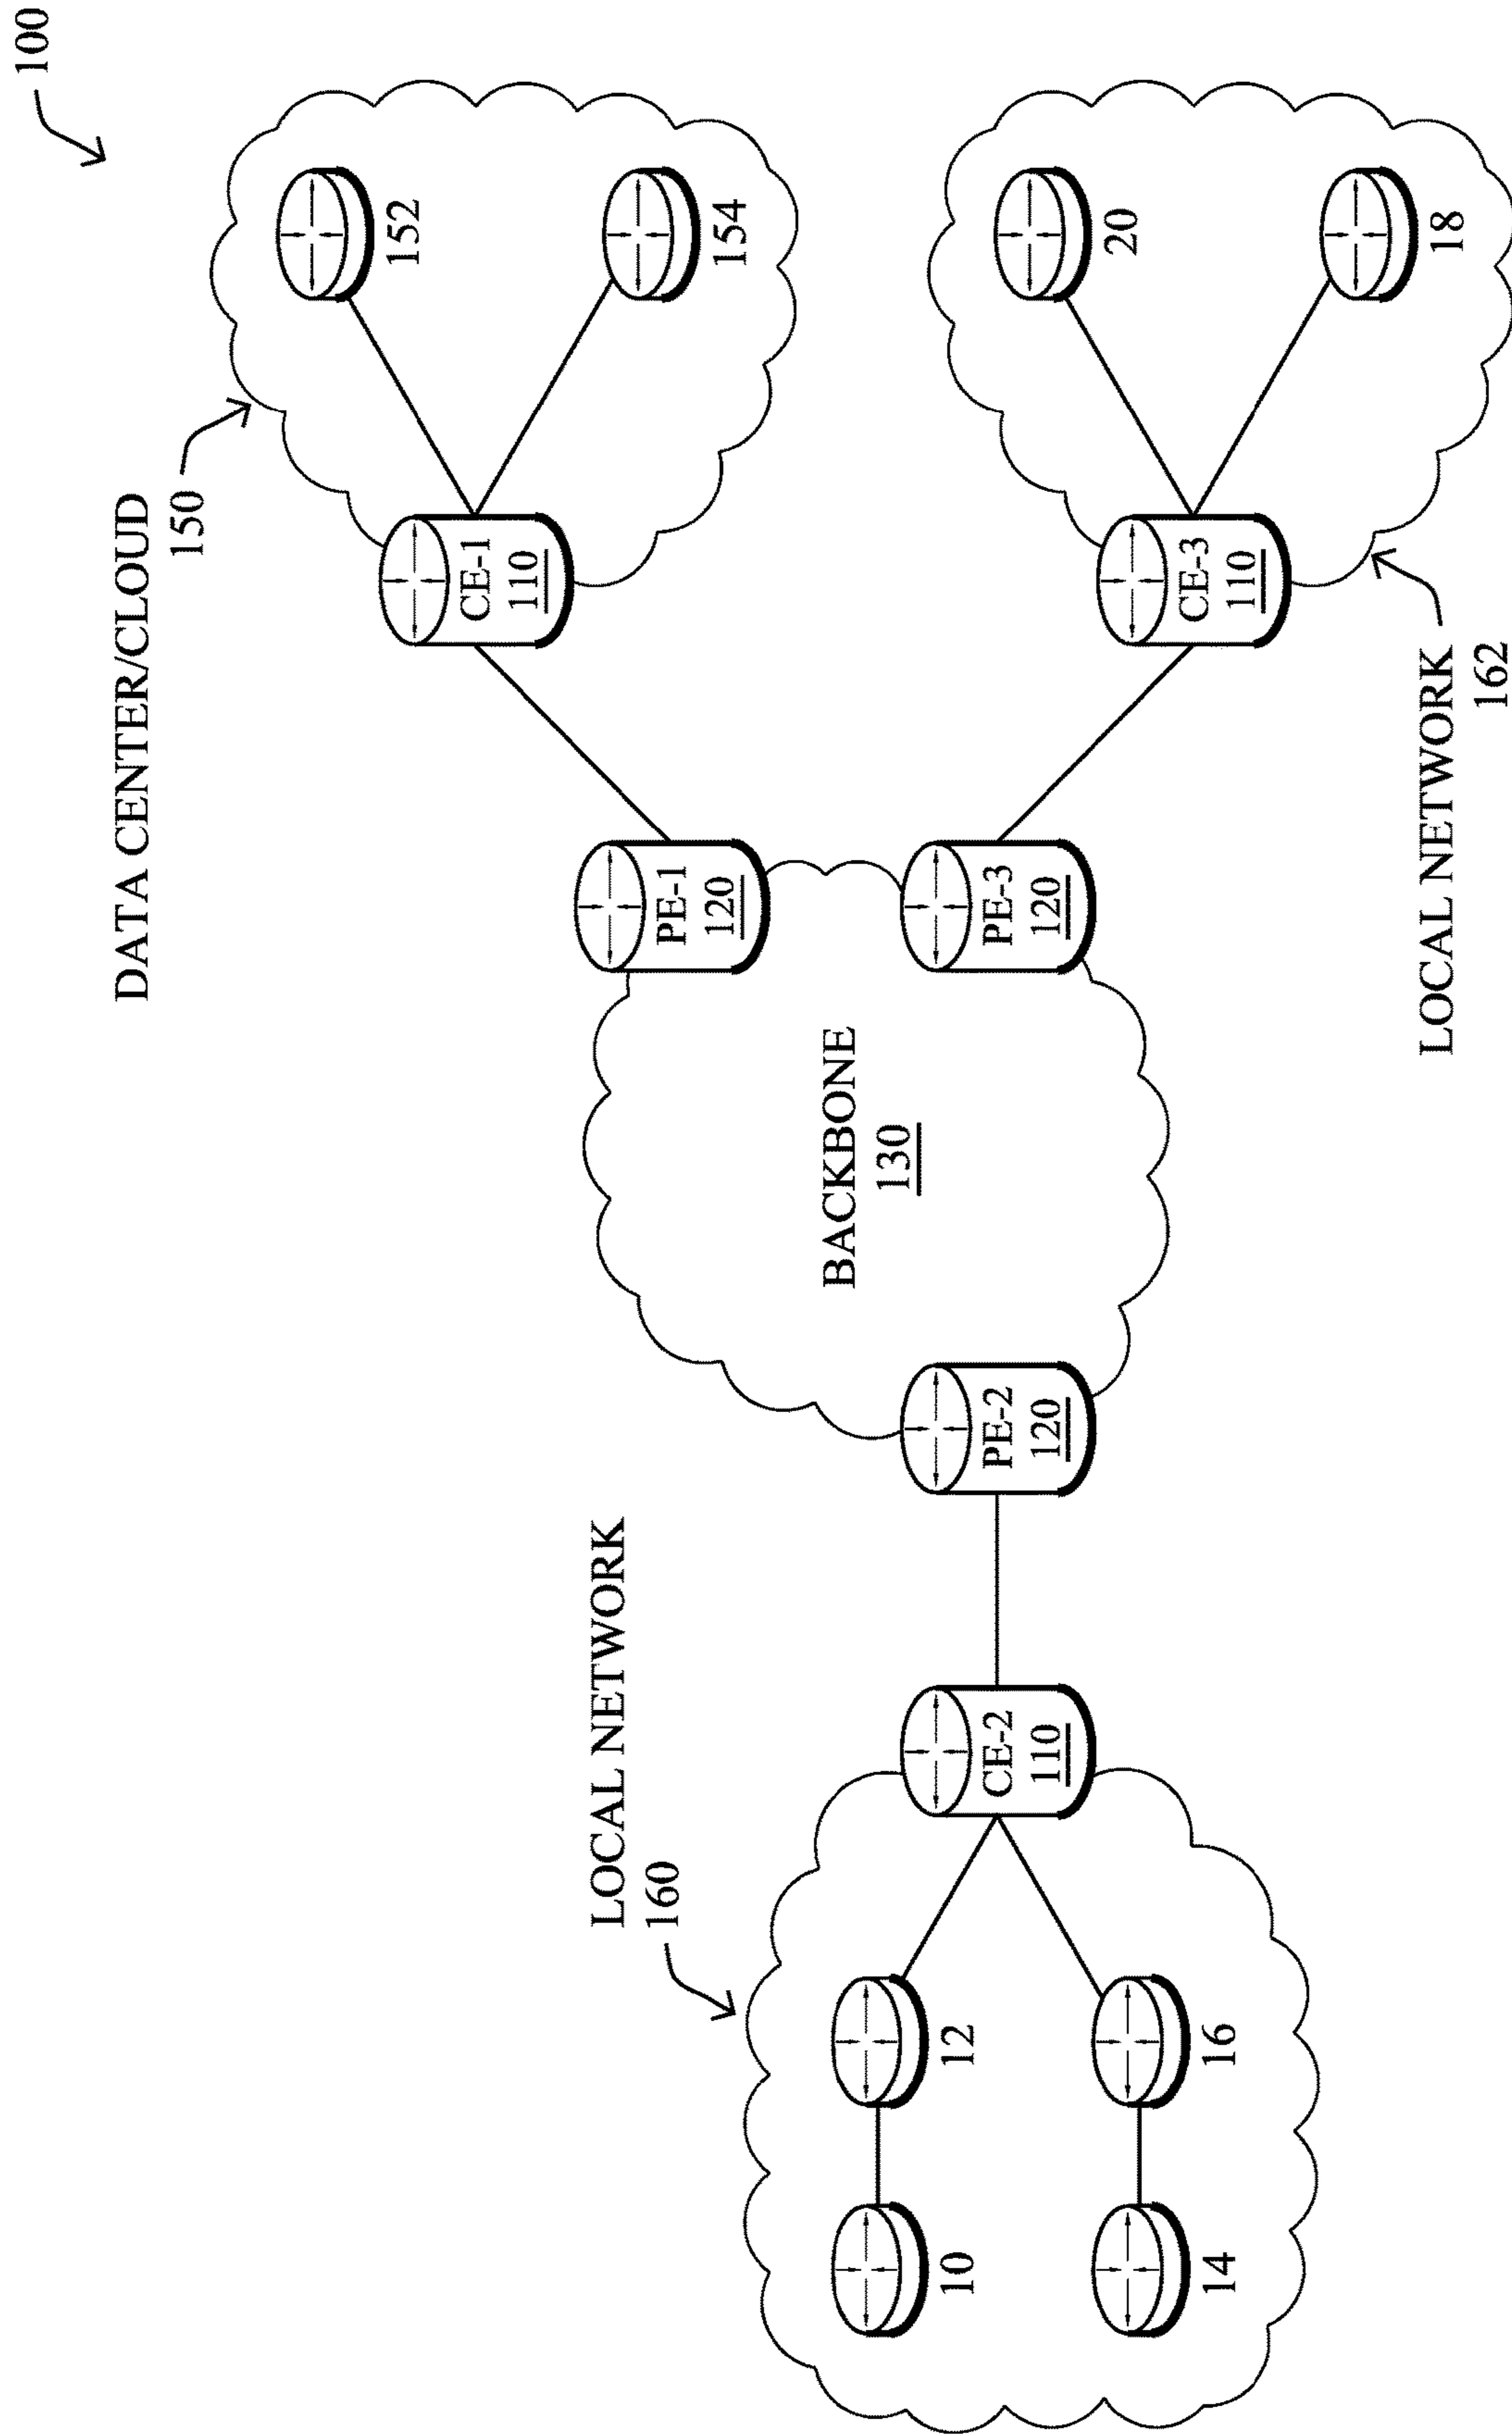 100
DATA CENTER/CLOUD
150
152
154
CE-1
110
PE-1
120
LOCAL NETWORK
160
BACKBONE
130
10
12
14
16
CE-2
110
PE-2
120
PE-3
120
CE-3
110
20
18
LOCAL NETWORK
162